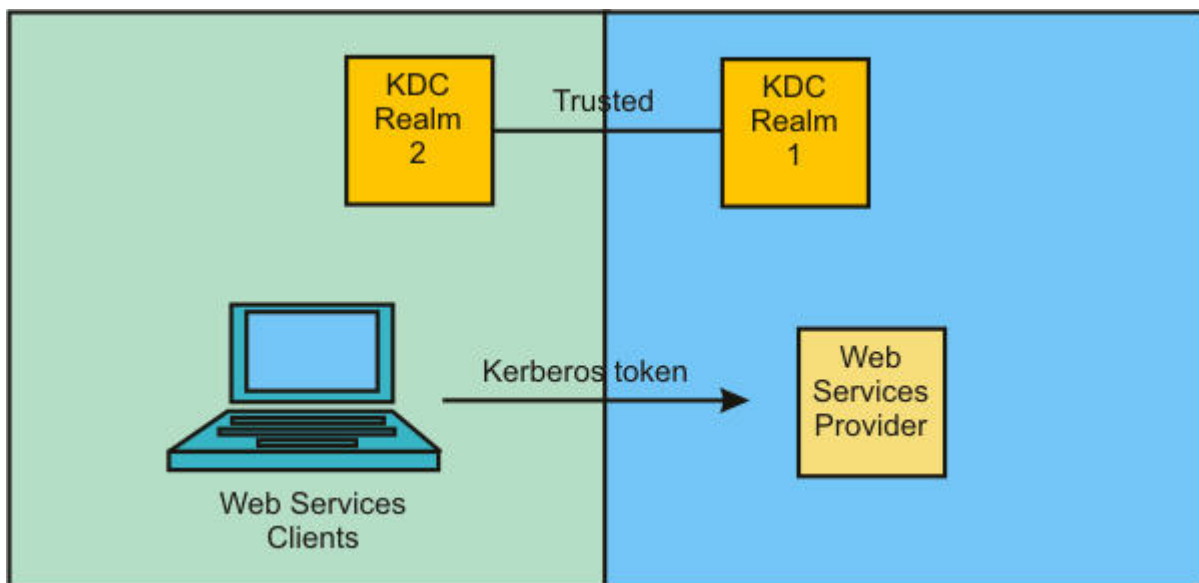 KDC
Realm
2
Trusted
KDC
Realm
1
Kerberos token
Web
Services
Provider
Web Services
Clients